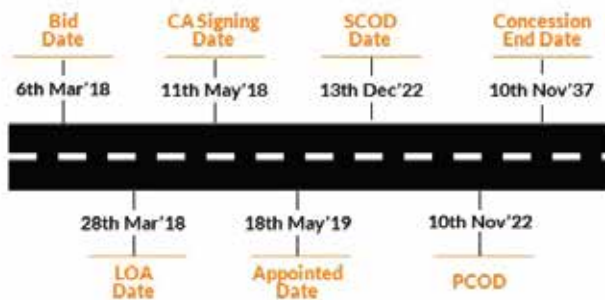 Bid
Date
6th Mar'18
CA Signing
Date
11th May'18
SCOD
Date
13th Dec'22
Concession
End Date
10th Nov'37
28th Mar'18
LOA
Date
18th May'19
Appointed
Date
10th Nov'22
PCOD